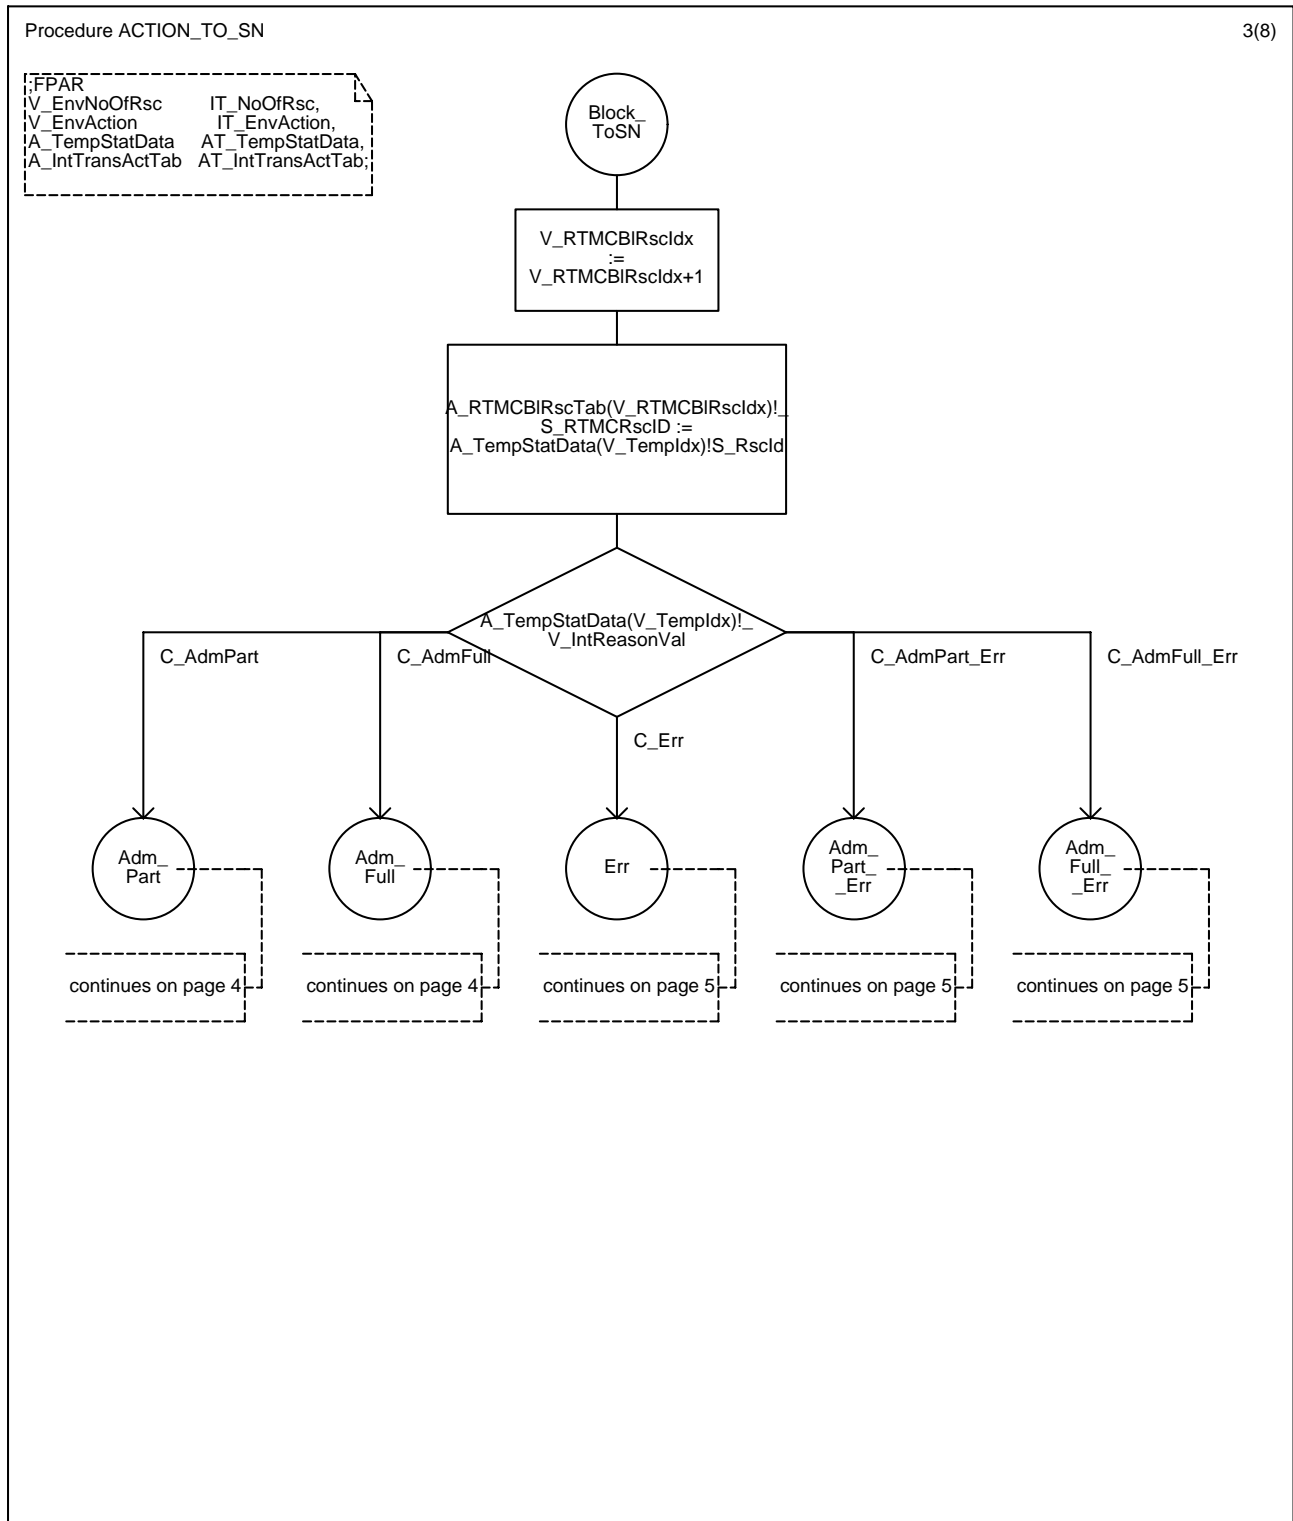 Procedure ACTION_TO_SN 3(8)
;FPAR
V_EnvNoOfRsc IT_NoOfRsc,
V_EnvAction IT_EnvAction,
A_TempStatData AT_TempStatData,
A_IntTransActTab AT_IntTransActTab;
Block_
ToSN
V_RTMCBlRscIdx
:=
V_RTMCBlRscIdx+1
A_RTMCBlRscTab(V_RTMCBlRscIdx)!_
S_RTMCRscID :=
A_TempStatData(V_TempIdx)!S_RscId
A_TempStatData(V_TempIdx)!_
V_IntReasonVal
C_AdmPart
C_AdmFull
C_Err
C_AdmPart_Err
C_AdmFull_Err
Adm_
Part
Adm_
Full
Err
Adm_
Part_
_Err
Adm_
Full_
_Err
continues on page 4
continues on page 4
continues on page 5
continues on page 5
continues on page 5